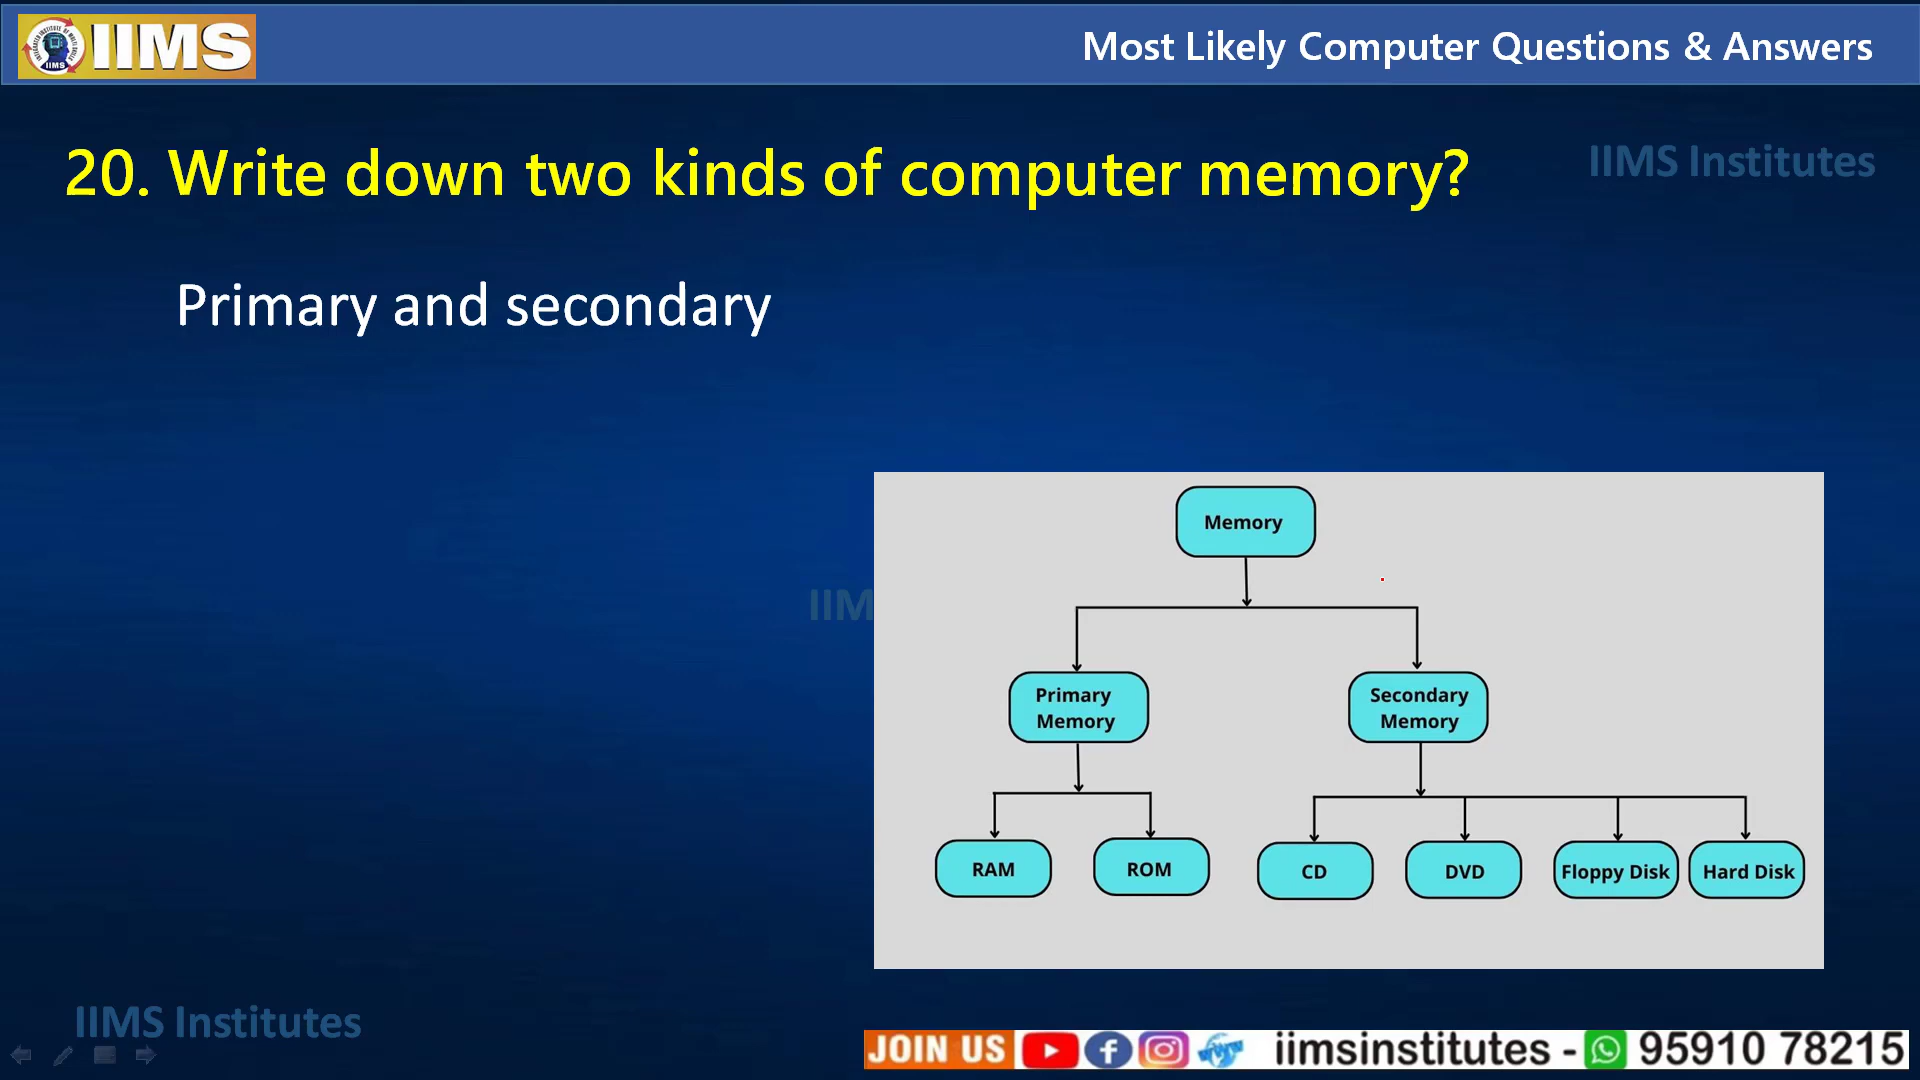 IIMS
IIMS
Most Likely Computer Questions & Answers
20. Write down two kinds of computer memory?
IIMS Institutes
Primary and secondary
Memory
IIM
Primary
Memory
Secondary
Memory
RAM
ROM
CD
DVD
Floppy Disk
Hard Disk
IIMS Institutes
JOIN US
iimsinstitutes - 95910 78215